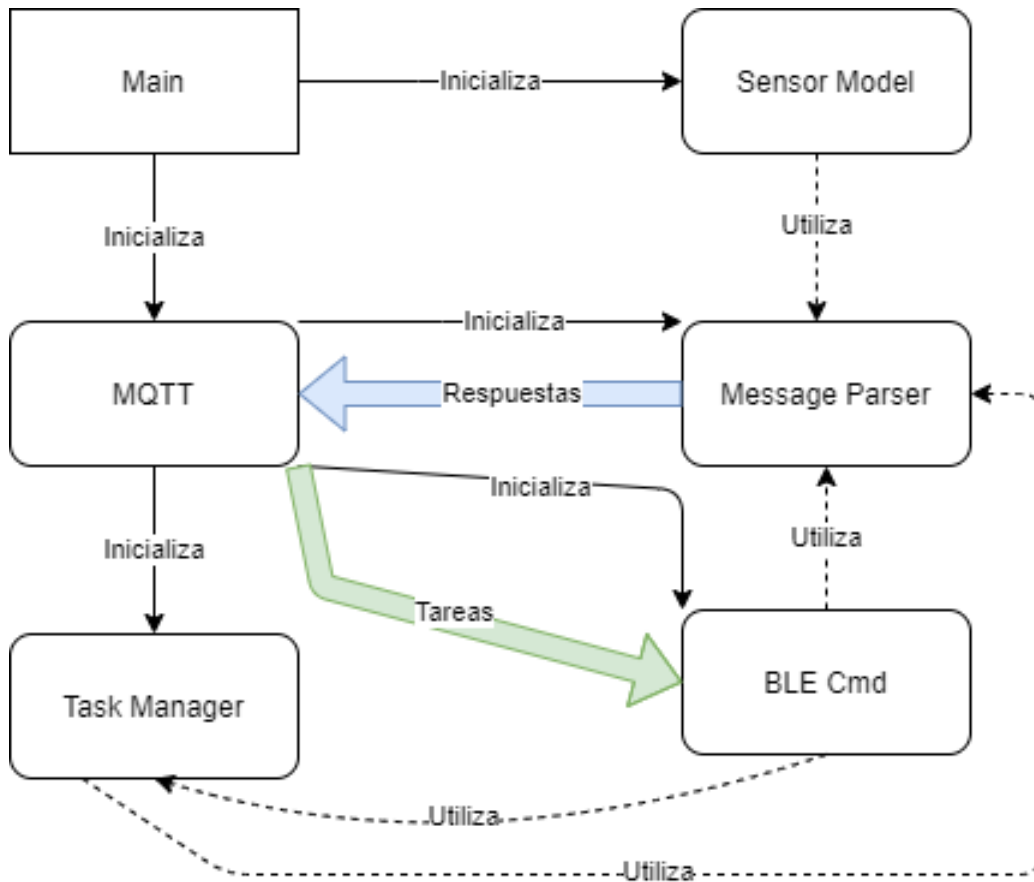 Main
Inicializa
Sensor Model
Inicializa
Utiliza
Inicializa
MQTT
Respuestas
Message Parser
Inicializa
Inicializa
Utiliza
Tareas
Task Manager
BLE Cmd
Utiliza
Utiliza